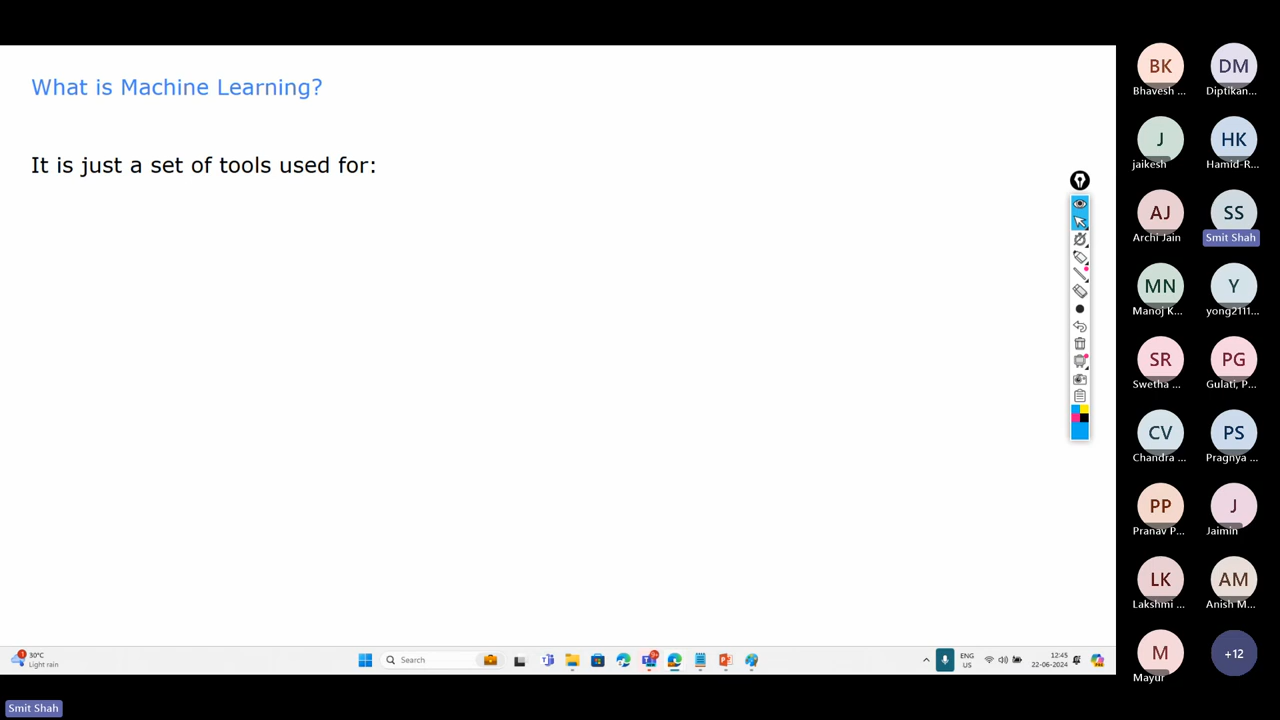 What is Machine Learning?
It is just a set of tools used for:
BK
Bhavesh ...
DM
Diptikan...
J
jaikesh
HK
Hamid-R...
AJ
Archi Jain
SS
Smit Shah
MN
Manoj K...
Y
yong2111...
SR
Swetha ...
PG
Gulati, P...
CV
Chandra ...
PS
Pragnya ...
PP
Pranav P...
J
Jaimin
LK
Lakshmi ...
AM
Anish M...
M
Mayur
+12
1
30°C
Light rain
Search
ENG
US
12:45
22-06-2024
Smit Shah